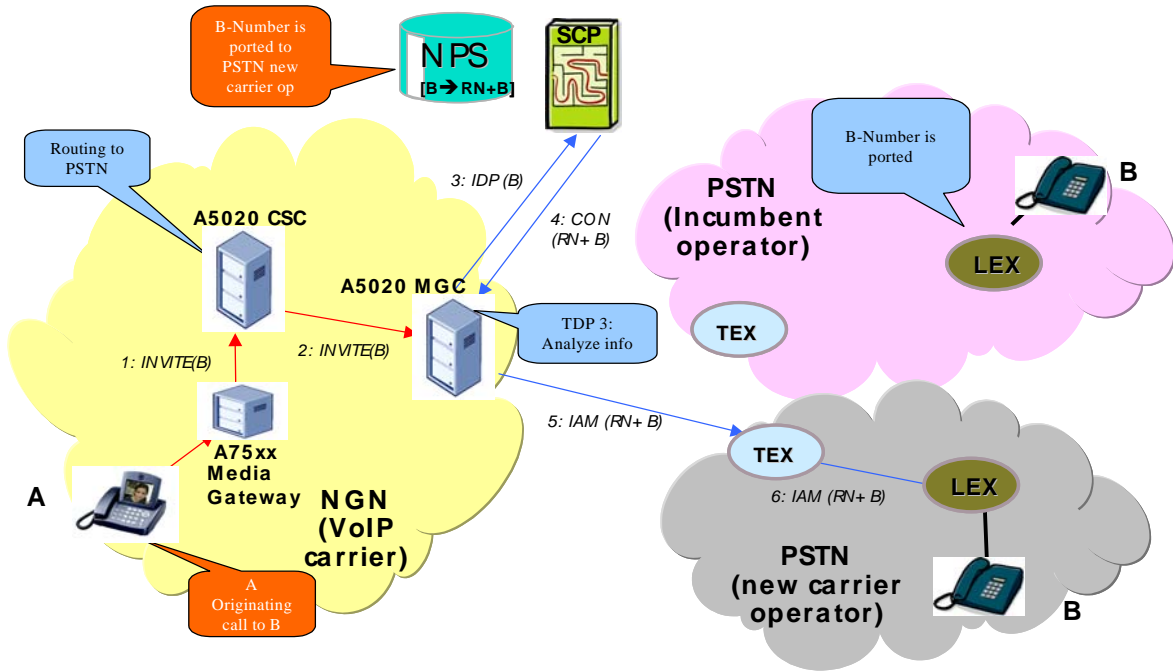 B-Number is
ported to
PSTN new
carrier op
NPS
[B➔RN+B]
SCP
Routing to
PSTN
A5020 CSC
3: IDP (B)
4: CON
(RN+ B)
A5020 MGC
TDP 3:
Analyze info
1: INVITE(B)
2: INVITE(B)
A75xx
Media
Gateway
A
NGN
(VoIP
carrier)
A
Originating
call to B
B-Number is
ported
PSTN
(Incumbent
operator)
B
LEX
TEX
5: IAM (RN+ B)
TEX
6: IAM (RN+ B)
LEX
PSTN
(new carrier
operator)
B